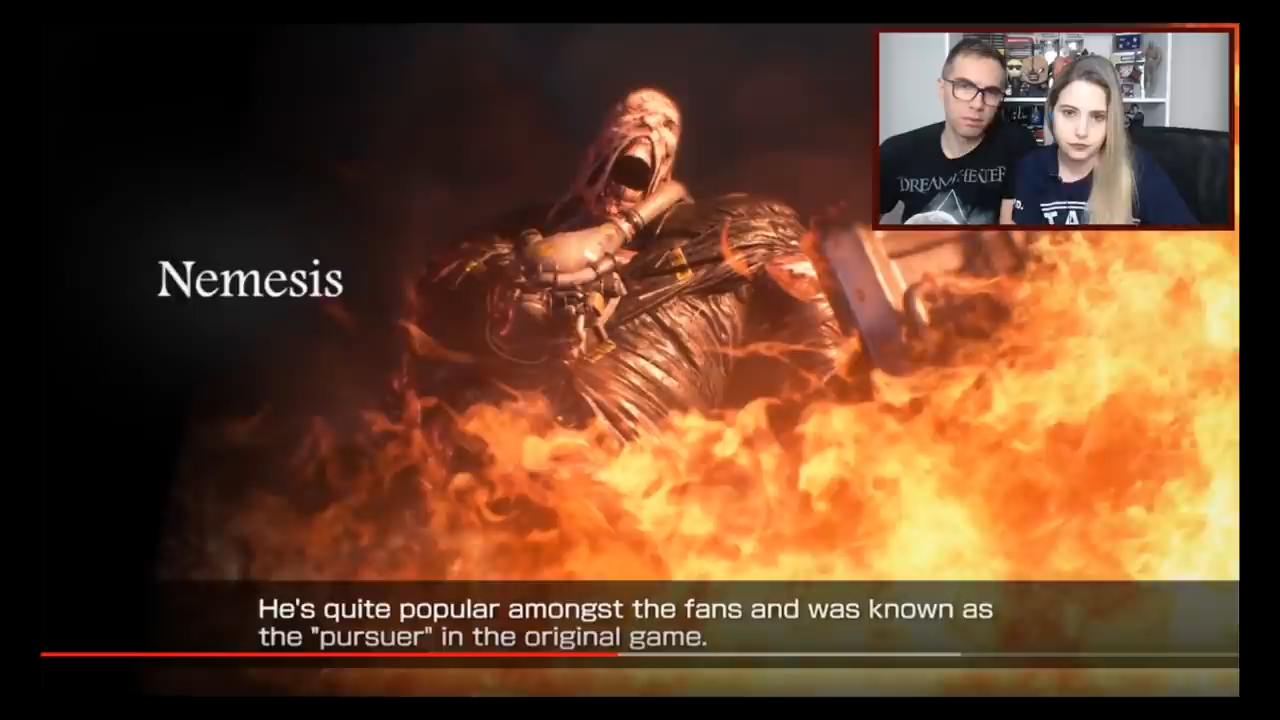 DREAM THEATER
Nemesis
He's quite popular amongst the fans and was known as
the "pursuer" in the original game.